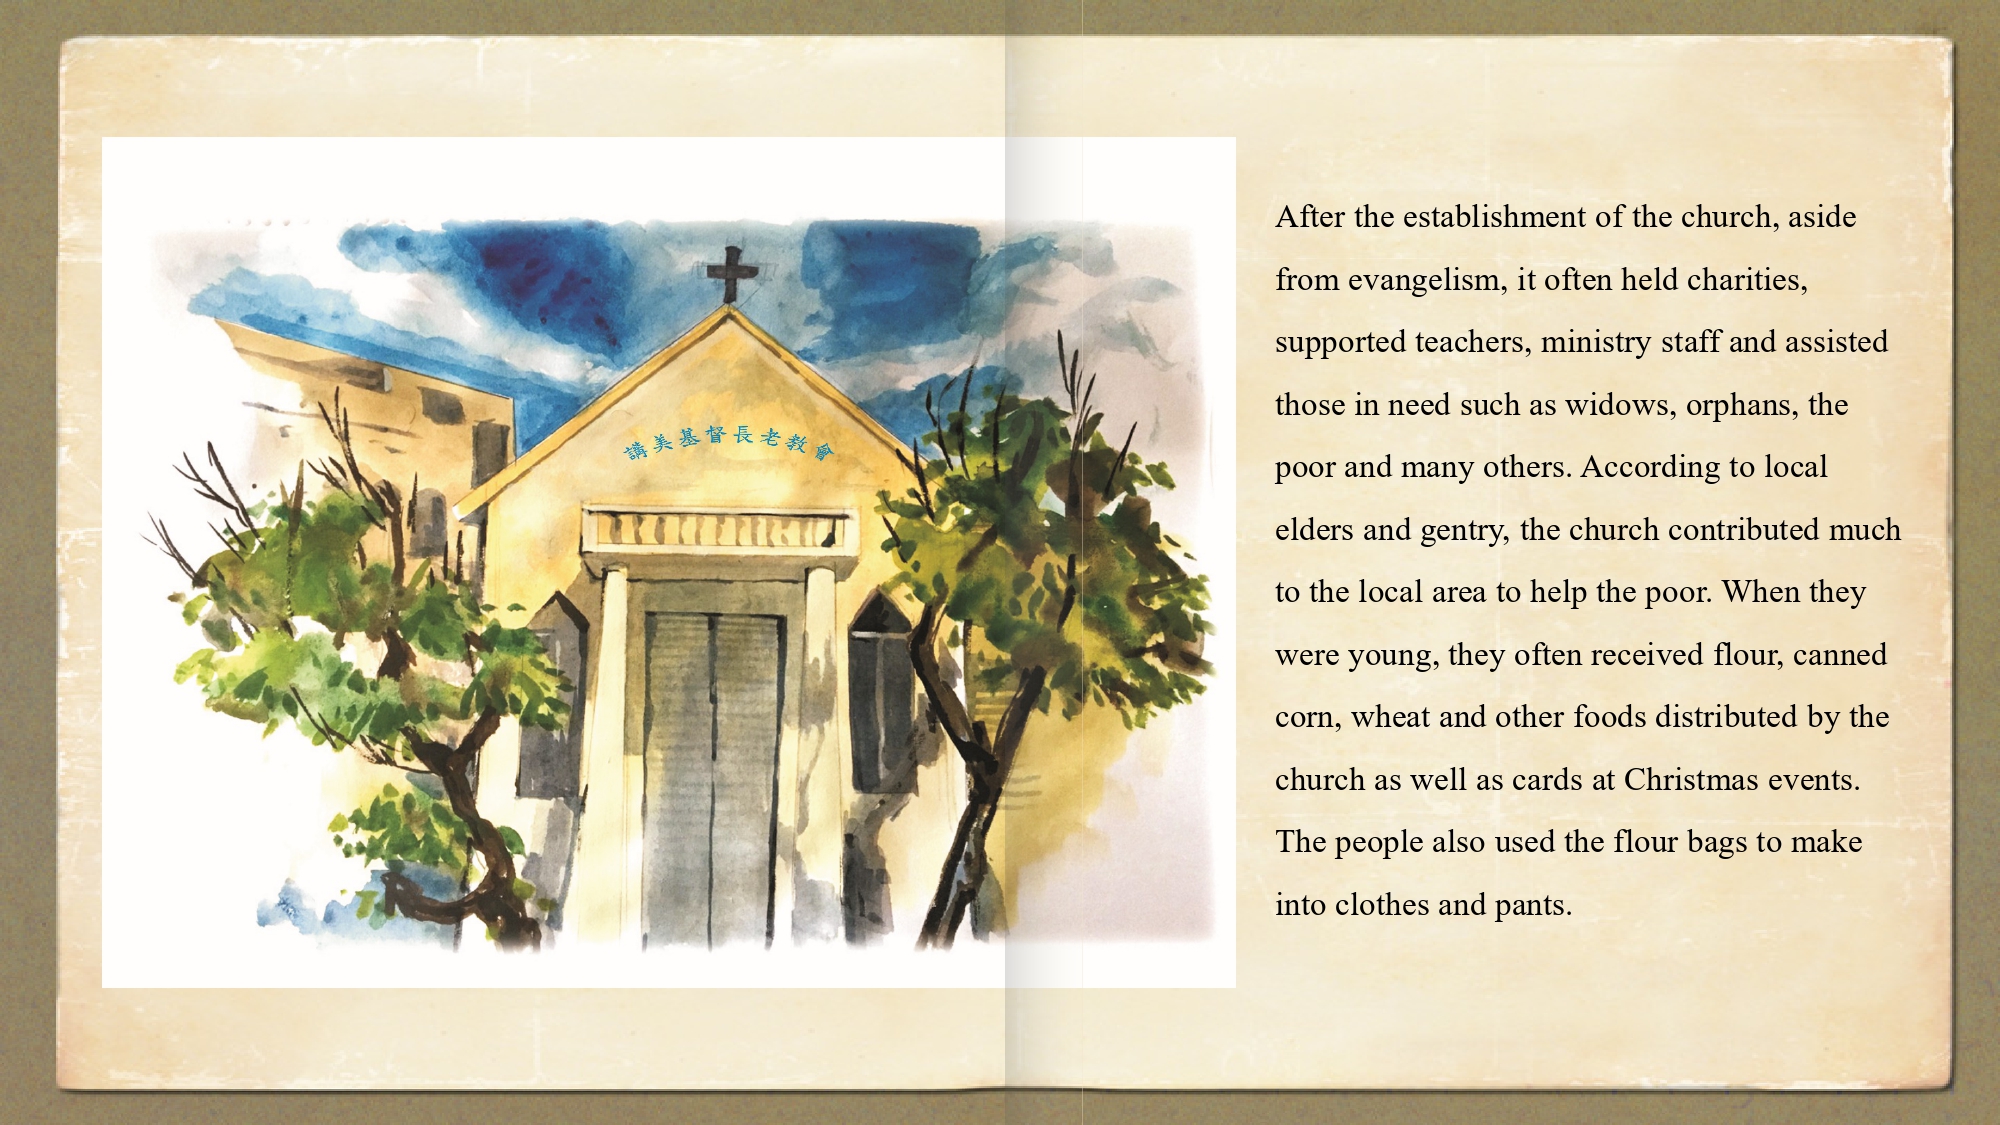 講美基督長老教會
After the establishment of the church, aside
from evangelism, it often held charities,
supported teachers, ministry staff and assisted
those in need such as widows, orphans, the
poor and many others. According to local
elders and gentry, the church contributed much
to the local area to help the poor. When they
were young, they often received flour, canned
corn, wheat and other foods distributed by the
church as well as cards at Christmas events.
The people also used the flour bags to make
into clothes and pants.